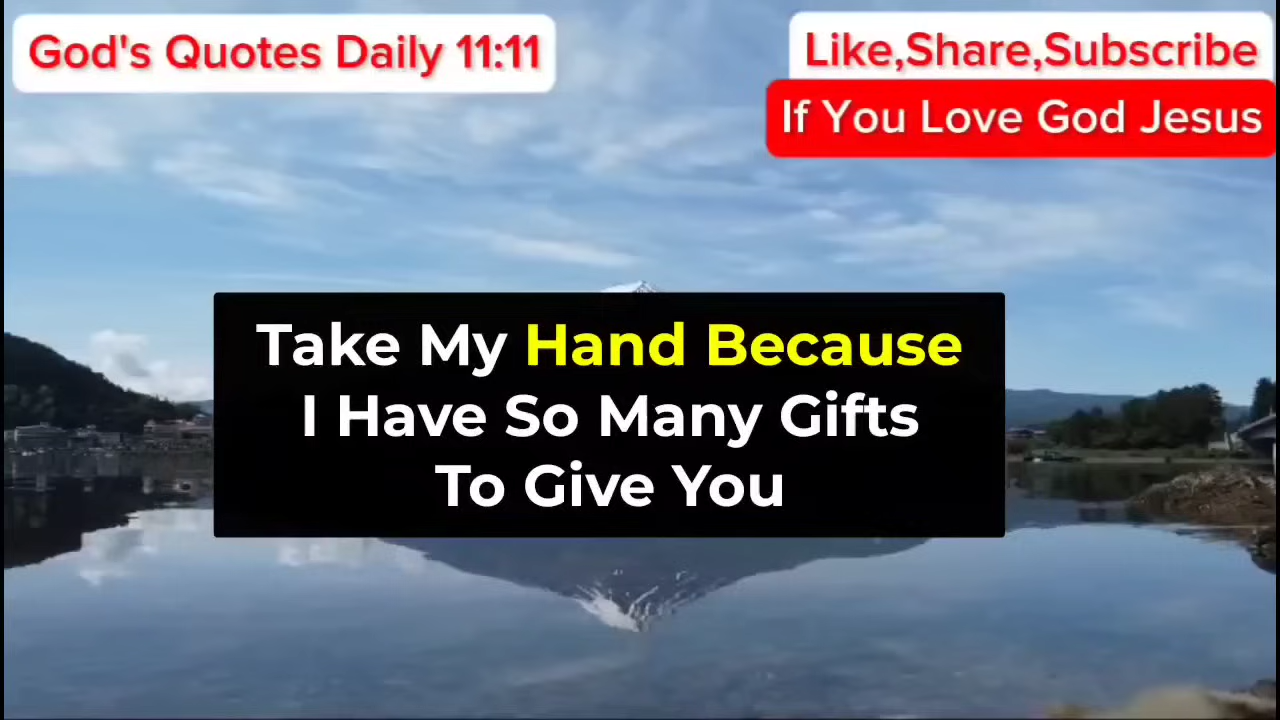 God's Quotes Daily 11:11
Like,Share,Subscribe
If You Love God Jesus
Take My Hand Because
I Have So Many Gifts
To Give You